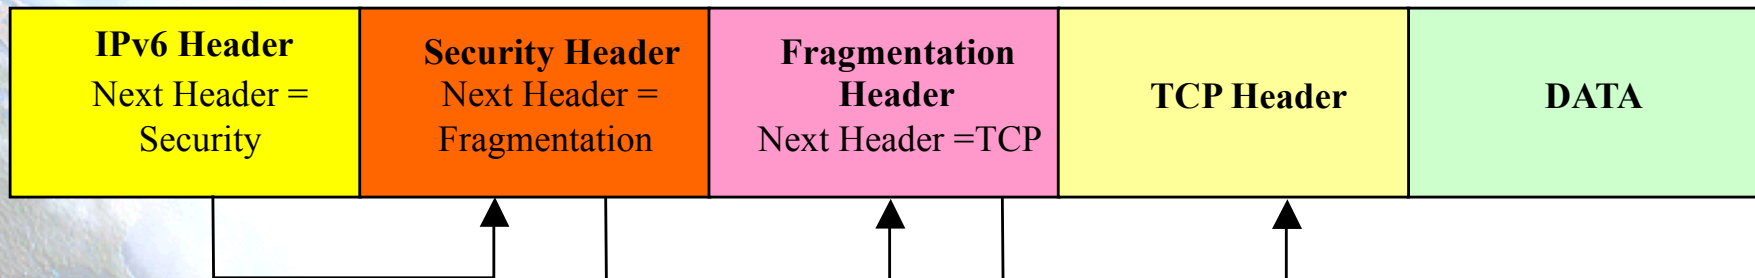 IPv6 Header
Next Header =
Security
Security Header
Next Header =
Fragmentation
Fragmentation
Header
Next Header =TCP
TCP Header
DATA